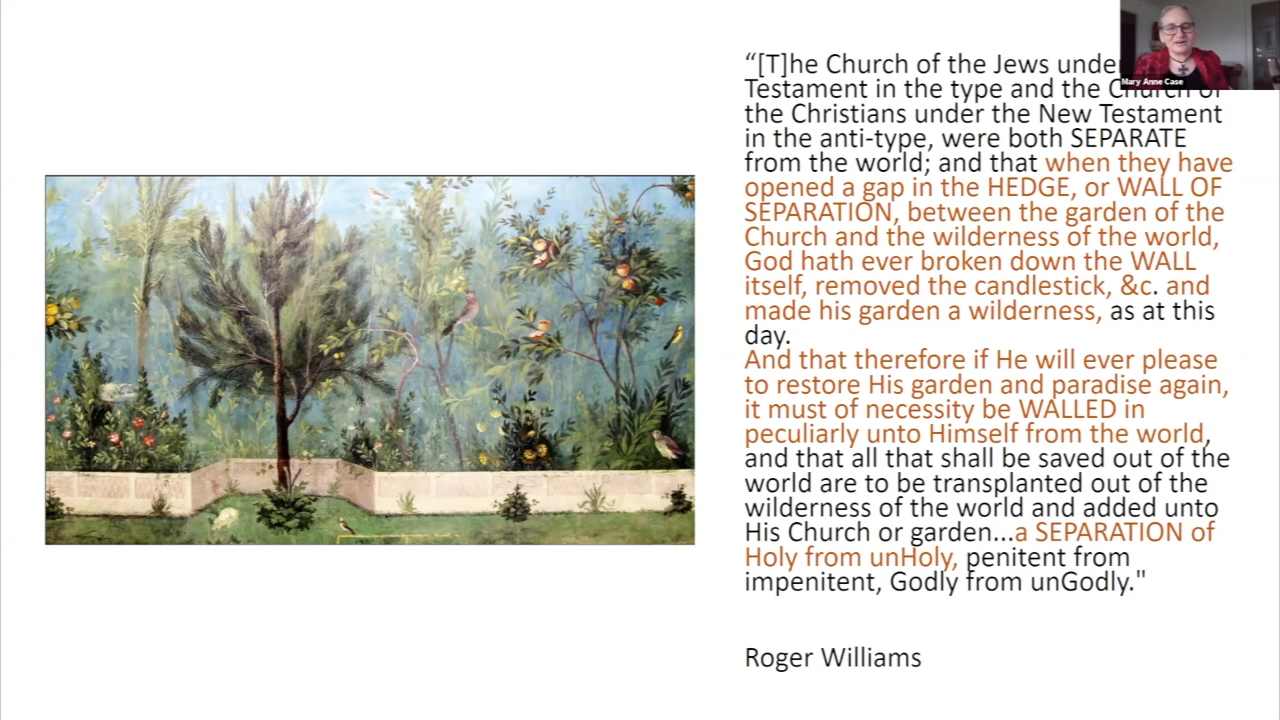 “[T]he Church of the Jews unde
Testament in the type and the Church of
the Christians under the New Testament
in the anti-type, were both SEPARATE
from the world; and that when they have
opened a gap in the HEDGE, or WALL OF
SEPARATION, between the garden of the
Church and the wilderness of the world,
God hath ever broken down the WALL
itself, removed the candlestick, &c. and
made his garden a wilderness, as at this
day.
And that therefore if He will ever please
to restore His garden and paradise again,
it must of necessity be WALLED in
peculiarly unto Himself from the world,
and that all that shall be saved out of the
world are to be transplanted out of the
wilderness of the world and added unto
His Church or garden...a SEPARATION of
Holy from unHoly, penitent from
impenitent, Godly from unGodly."
Roger Williams
Mary Anne Case